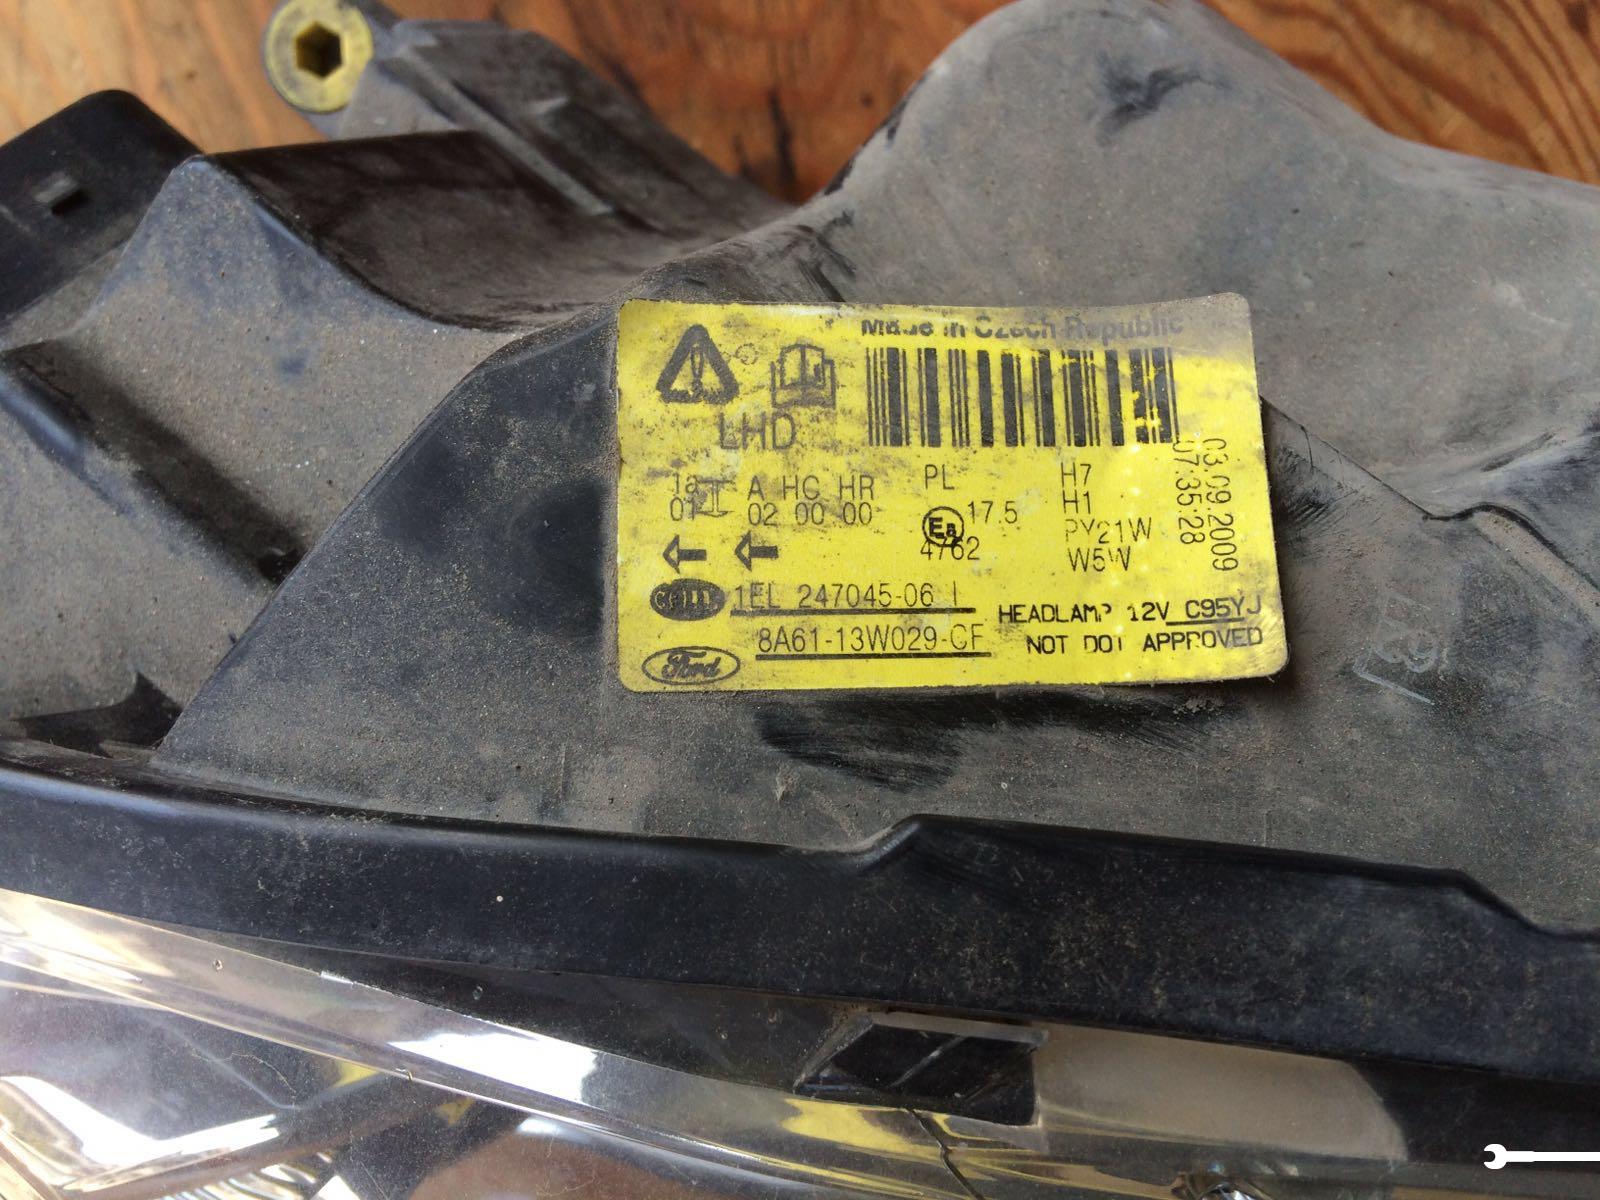 Made in Czech Republic
LHD
1a A HC HR
01 I 02 00 00
PL
E8 17.5
4762
H7
H1
PY21W
W5W
03.09.2009
07:35:28
1EL 247045-06 I
8A61-13W029-CF
Ford
HEADLAMP 12V C95YJ
NOT DOT APPROVED